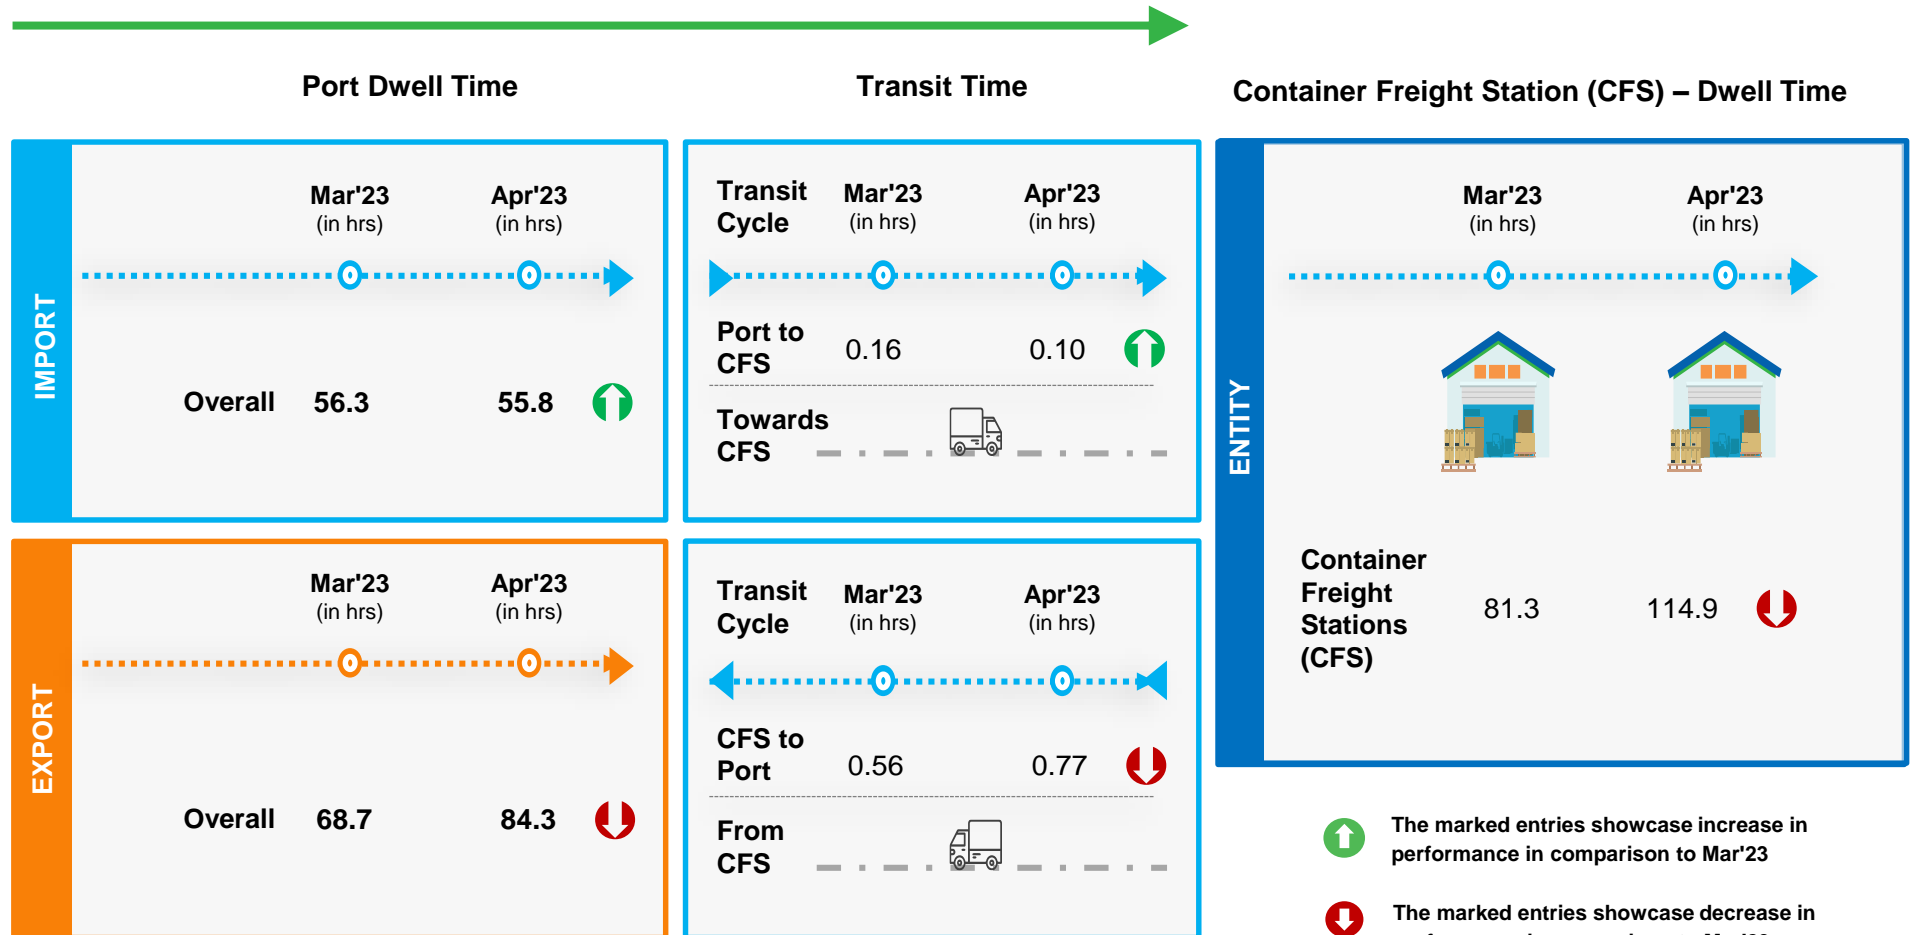 Port Dwell Time
Transit Time
Container Freight Station (CFS) – Dwell Time
IMPORT
Mar'23
(in hrs)
Apr'23
(in hrs)
Overall 56.3 55.8
Transit
Cycle
Mar'23
(in hrs)
Apr'23
(in hrs)
Port to
CFS
0.16 0.10
Towards
CFS
ENTITY
Mar'23
(in hrs)
Apr'23
(in hrs)
Container
Freight
Stations
(CFS)
81.3 114.9
EXPORT
Mar'23
(in hrs)
Apr'23
(in hrs)
Overall 68.7 84.3
Transit
Cycle
Mar'23
(in hrs)
Apr'23
(in hrs)
CFS to
Port
0.56 0.77
From
CFS
The marked entries showcase increase in
performance in comparison to Mar'23
The marked entries showcase decrease in